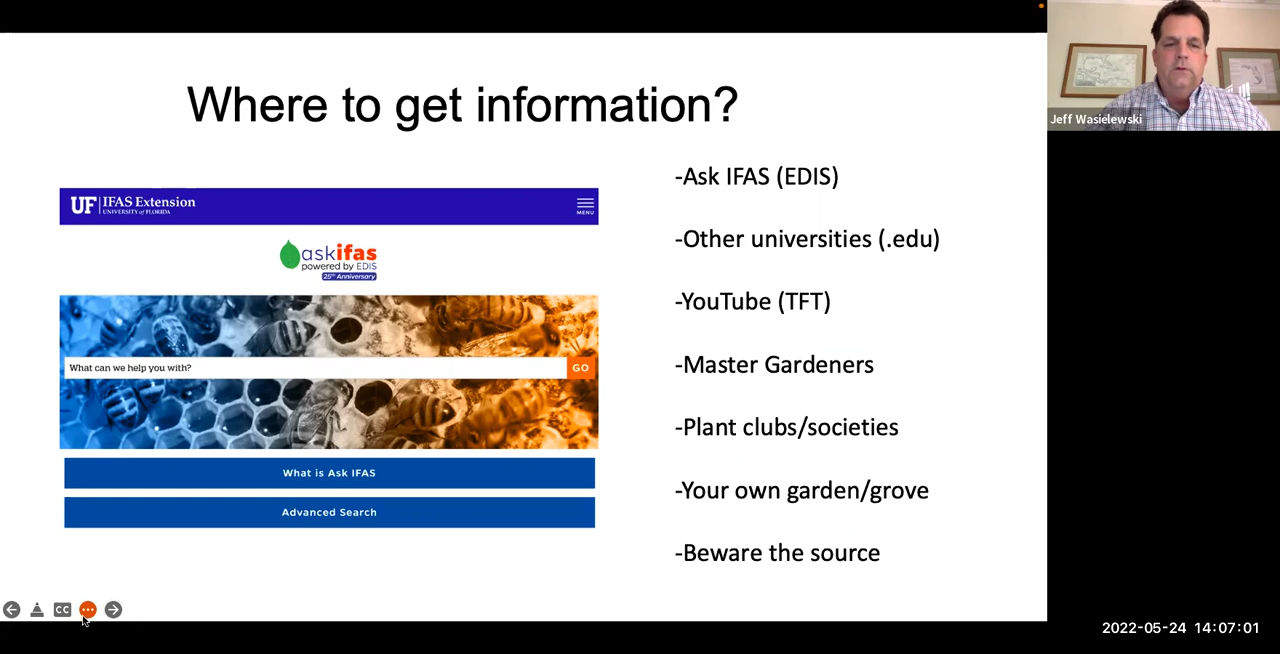 Where to get information?
UF IFAS Extension
UNIVERSITY of FLORIDA
MENU
askifas
powered by EDIS
25th Anniversary
What can we help you with?
GO
What is Ask IFAS
Advanced Search
-Ask IFAS (EDIS)
-Other universities (.edu)
-YouTube (TFT)
-Master Gardeners
-Plant clubs/societies
-Your own garden/grove
-Beware the source
CC
Jeff Wasielewski
2022-05-24 14:07:01